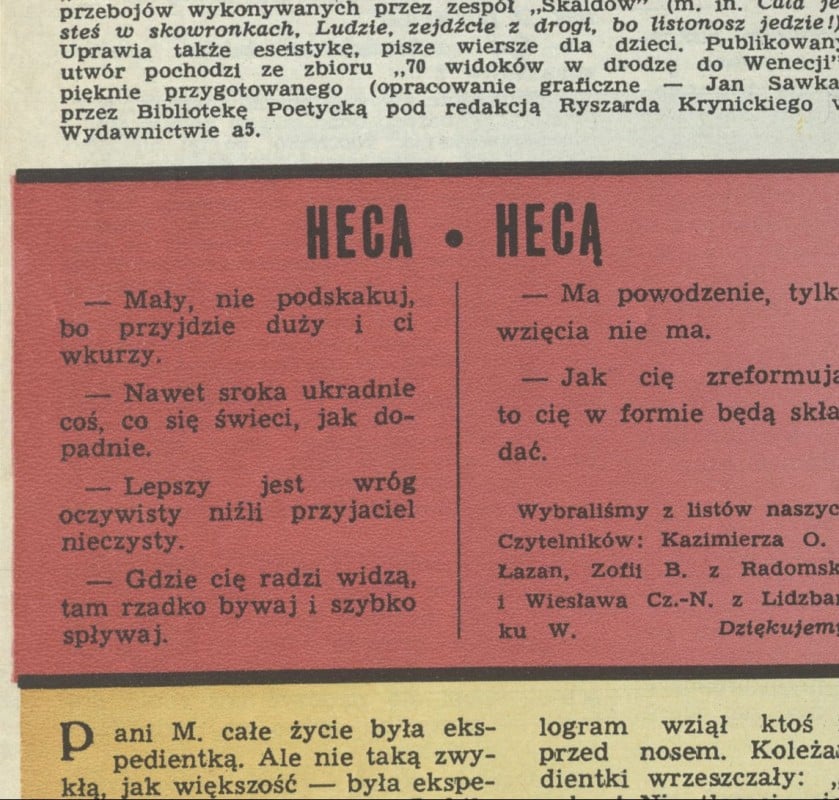 przebojów wykonywanych przez zespół „Skaldów” (m. in. Cała je
steś w skowronkach, Ludzie, zejdźcie z drogi, bo listonosz jedzie!)
Uprawia także eseistykę, pisze wiersze dla dzieci. Publikowany
utwór pochodzi ze zbioru „70 widoków w drodze do Wenecji”
pięknie przygotowanego (opracowanie graficzne — Jan Sawka
przez Bibliotekę Poetycką pod redakcją Ryszarda Krynickiego w
Wydawnictwie a5.
HECA • HECĄ
— Mały, nie podskakuj,
bo przyjdzie duży i ci
wkurzy.
— Nawet sroka ukradnie
coś, co się świeci, jak do-
padnie.
— Lepszy jest wróg
oczywisty niźli przyjaciel
nieczysty.
— Gdzie cię radzi widzą,
tam rzadko bywaj i szybko
spływaj.
— Ma powodzenie, tylk
wzięcia nie ma.
— Jak cię zreformują
to cię w formie będą skła
dać.
Wybraliśmy z listów naszyc
Czytelników: Kazimierza O.
Łazan, Zofii B. z Radomsk
i Wiesława Cz.-N. z Lidzbar
ku W. Dziękujemy
Pani M. całe życie była eks-
pedientką. Ale nie taką zwy-
kłą, jak większość — była ekspe-
logram wziął ktoś
przed nosem. Koleża
dientki wrzeszczały: